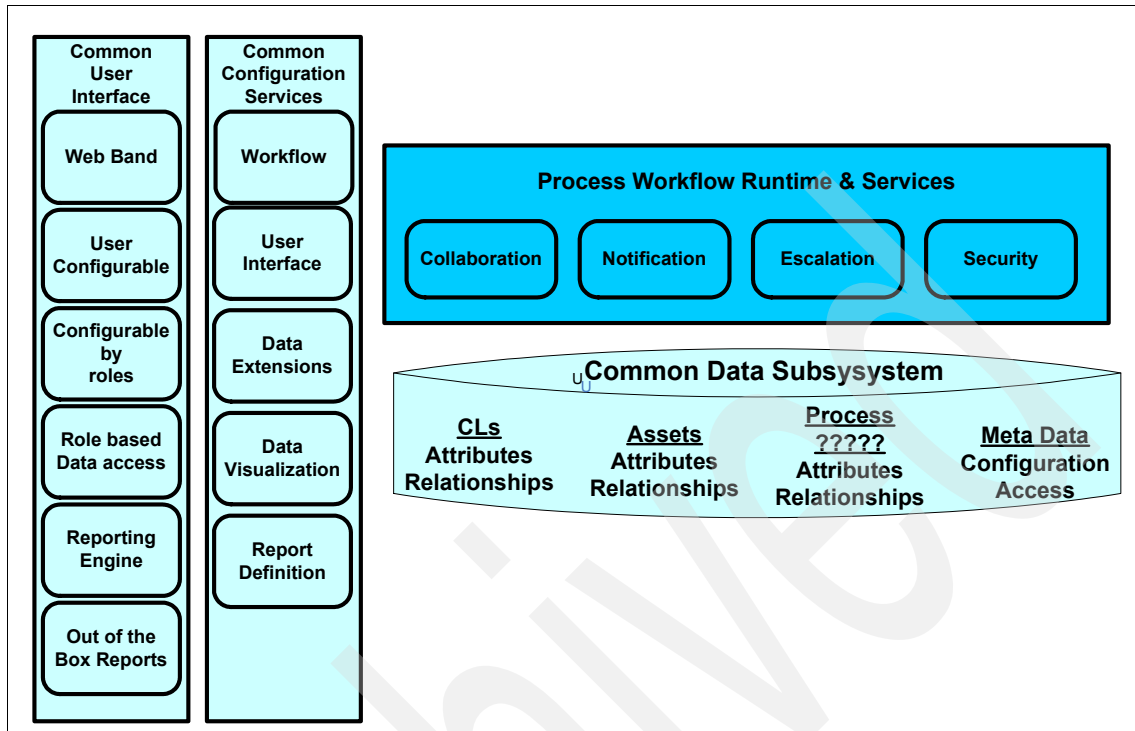 Common
User
Interface
Web Band
User
Configurable
Configurable
by
roles
Role based
Data access
Reporting
Engine
Out of the
Box Reports
Common
Configuration
Services
Workflow
User
Interface
Data
Extensions
Data
Visualization
Report
Definition
Process Workflow Runtime & Services
Collaboration
Notification
Escalation
Security
UU Common Data Subsysystem
CLs
Attributes
Relationships
Assets
Attributes
Relationships
Process
?????
Attributes
Relationships
Meta Data
Configuration
Access
hived